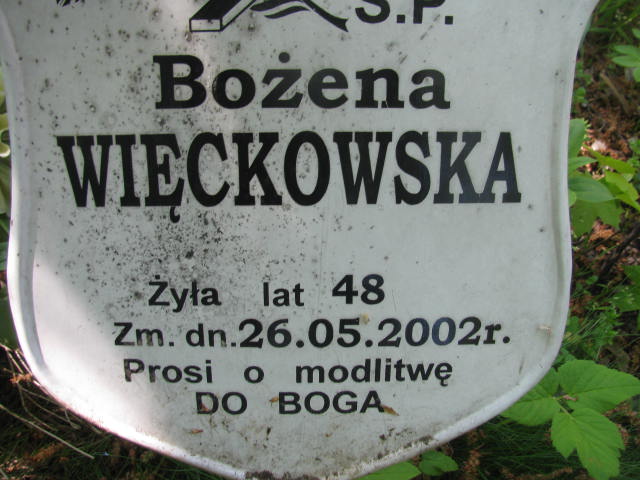 Ś.P.
Bożena
WIĘCKOWSKA
Żyła lat 48
Zm. dn. 26.05.2002r.
Prosi o modlitwę
DO BOGA